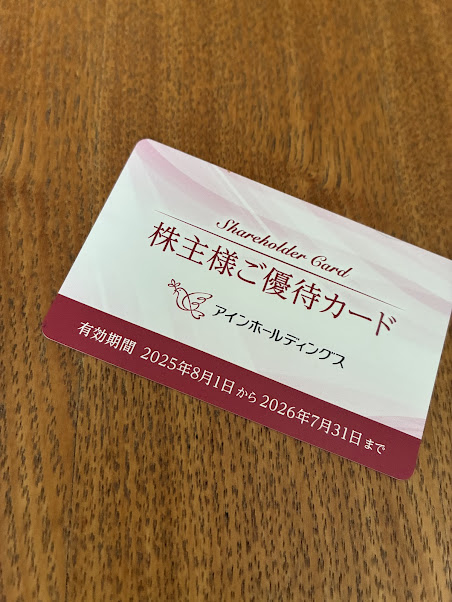 Shareholder Card
株主様ご優待カード
アインホールディングス
有効期間 2025年8月1日から2026年7月31日まで